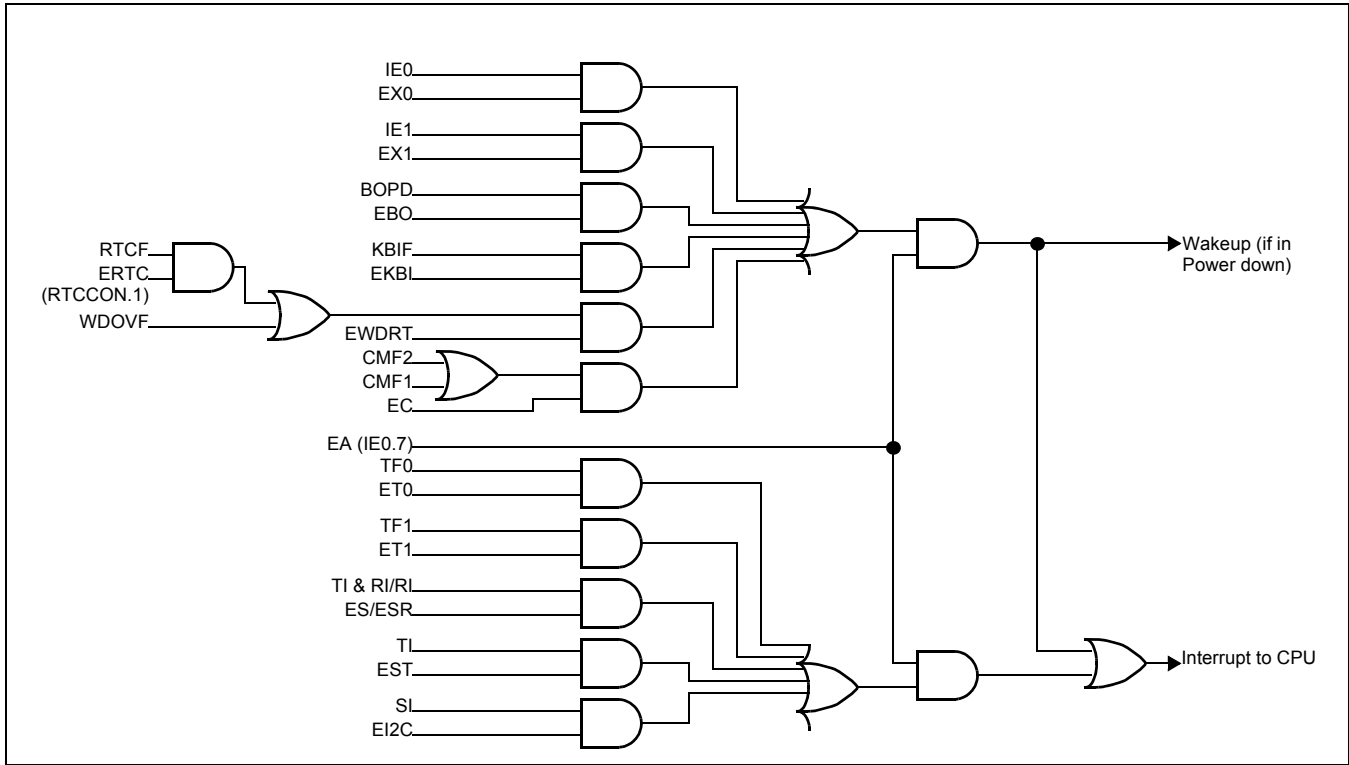 IE0
EX0
IE1
EX1
BOPD
EBO
RTCF
ERTC
(RTCCON.1)
WDOVF
KBIF
EKBI
EWDRT
CMF2
CMF1
EC
EA (IE0.7)
TF0
ET0
TF1
ET1
TI & RI/RI
ES/ESR
TI
EST
SI
EI2C
Wakeup (if in
Power down)
Interrupt to CPU